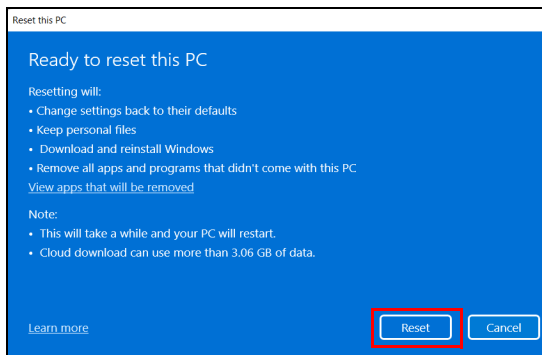 Reset this PC
Ready to reset this PC
Resetting will:
• Change settings back to their defaults
• Keep personal files
• Download and reinstall Windows
• Remove all apps and programs that didn't come with this PC
View apps that will be removed
Note:
• This will take a while and your PC will restart.
• Cloud download can use more than 3.06 GB of data.
Learn more
Reset
Cancel